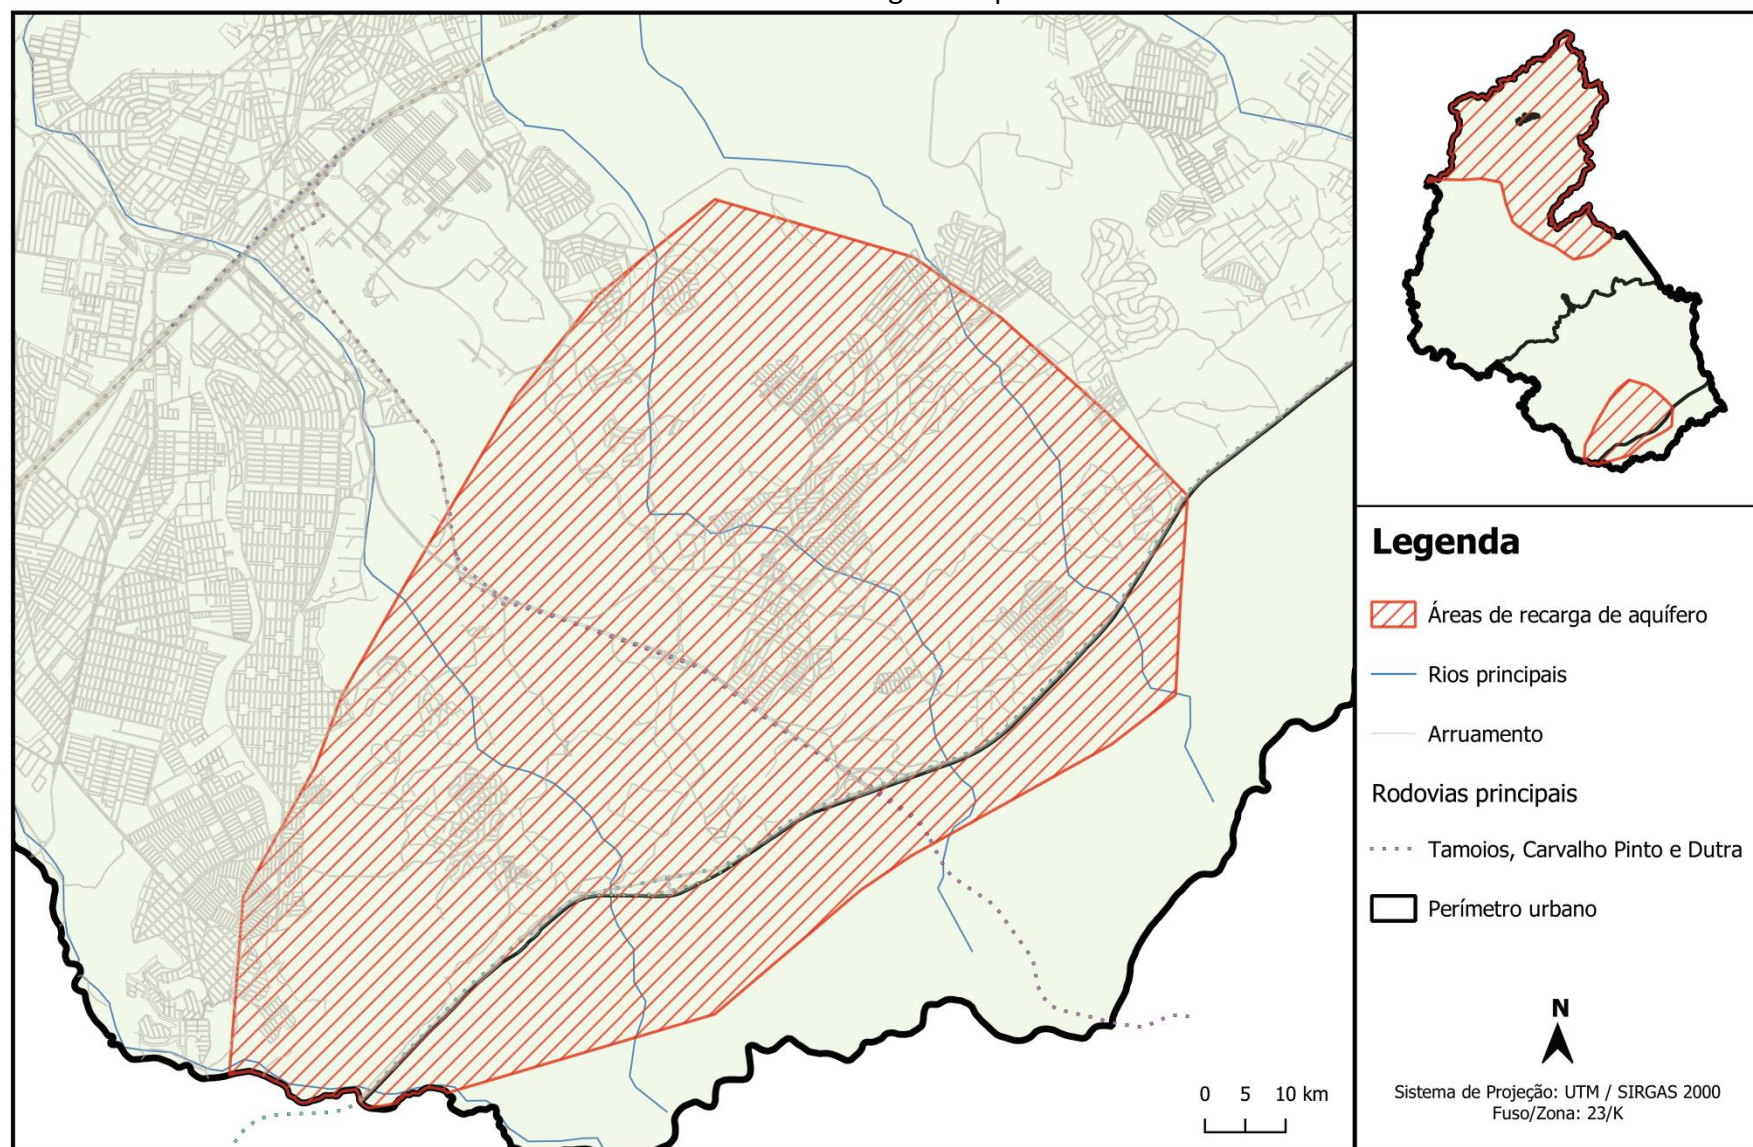 Legenda
Áreas de recarga de aquífero
Rios principais
Arruamento
Rodovias principais
Tamoios, Carvalho Pinto e Dutra
Perímetro urbano
N
0 5 10 km
Sistema de Projeção: UTM / SIRGAS 2000
Fuso/Zona: 23/K